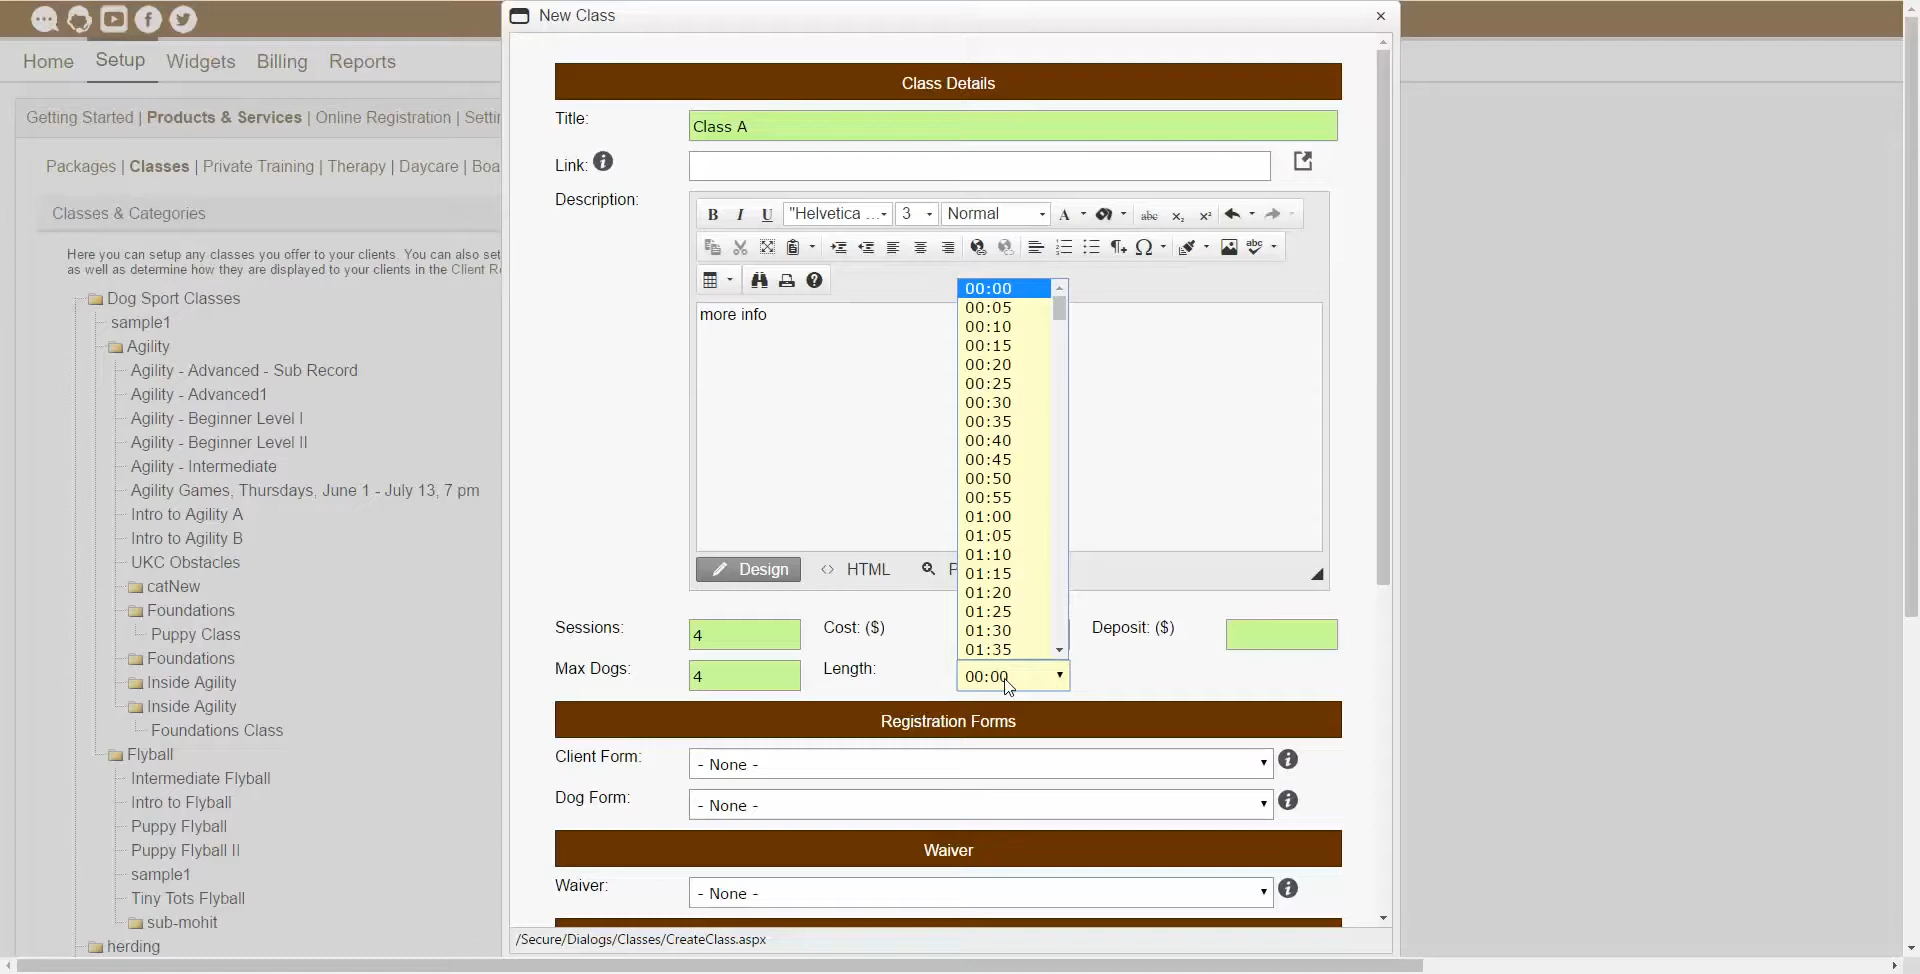 New Class
×
Home
Setup
Widgets
Billing
Reports
Getting Started | Products & Services | Online Registration |
Packages | Classes | Private Training | Therapy | Daycare |
Classes & Categories
Here you can setup any classes you offer to your clients. You can also set
as well as determine how they are displayed to your clients in the Client
Dog Sport Classes
sample1
Agility
Agility - Advanced - Sub Record
Agility - Advanced1
Agility - Beginner Level I
Agility - Beginner Level II
Agility - Intermediate
Agility Games, Thursdays, June 1 - July 13, 7 pm
Intro to Agility A
Intro to Agility B
UKC Obstacles
catNew
Foundations
Puppy Class
Foundations
Inside Agility
Inside Agility
Foundations Class
Flyball
Intermediate Flyball
Intro to Flyball
Puppy Flyball
Puppy Flyball II
sample1
Tiny Tots Flyball
sub-mohit
herding
Class Details
Title:
Class A
Link:
Description:
B I U "Helvetica ... 3 Normal A abc x₂ x²
Ω abc
more info
Design
<> HTML
P
00:00
00:05
00:10
00:15
00:20
00:25
00:30
00:35
00:40
00:45
00:50
00:55
01:00
01:05
01:10
01:15
01:20
01:25
01:30
01:35
Sessions: 4 Cost: ($) Deposit: ($)
Max Dogs: 4 Length: 00:00
Registration Forms
Client Form: - None -
Dog Form: - None -
Waiver
Waiver: - None -
/Secure/Dialogs/Classes/CreateClass.aspx